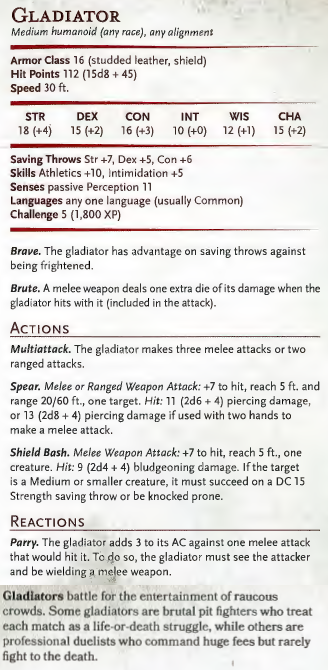 GLADIATOR
Medium humanoid (any race), any alignment
Armor Class 16 (studded leather, shield)
Hit Points 112 (15d8 + 45)
Speed 30 ft.
STR DEX CON INT WIS CHA
18 (+4) 15 (+2) 16 (+3) 10 (+0) 12 (+1) 15 (+2)
Saving Throws Str +7, Dex +5, Con +6
Skills Athletics +10, Intimidation +5
Senses passive Perception 11
Languages any one language (usually Common)
Challenge 5 (1,800 XP)
Brave. The gladiator has advantage on saving throws against
being frightened.
Brute. A melee weapon deals one extra die of its damage when the
gladiator hits with it (included in the attack).
ACTIONS
Multiattack. The gladiator makes three melee attacks or two
ranged attacks.
Spear. Melee or Ranged Weapon Attack: +7 to hit, reach 5 ft. and
range 20/60 ft., one target. Hit: 11 (2d6 + 4) piercing damage,
or 13 (2d8 + 4) piercing damage if used with two hands to
make a melee attack.
Shield Bash. Melee Weapon Attack: +7 to hit, reach 5 ft., one
creature. Hit: 9 (2d4 + 4) bludgeoning damage. If the target
is a Medium or smaller creature, it must succeed on a DC 15
Strength saving throw or be knocked prone.
REACTIONS
Parry. The gladiator adds 3 to its AC against one melee attack
that would hit it. To do so, the gladiator must see the attacker
and be wielding a melee weapon.
Gladiators battle for the entertainment of raucous
crowds. Some gladiators are brutal pit fighters who treat
each match as a life-or-death struggle, while others are
professional duelists who command huge fees but rarely
fight to the death.